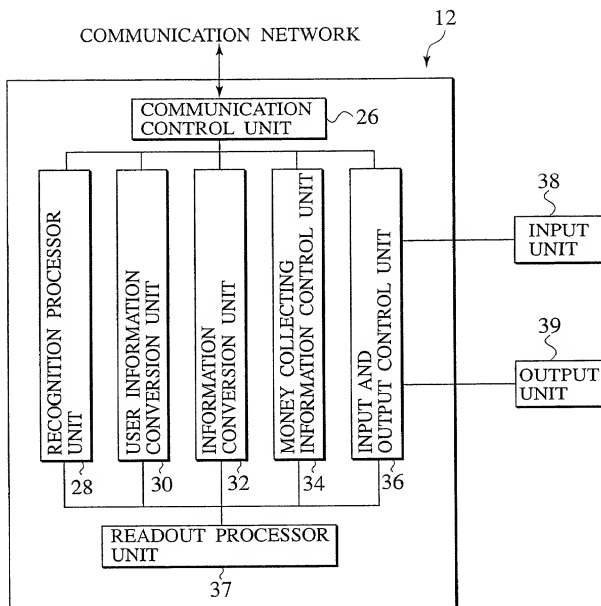 COMMUNICATION NETWORK
12
COMMUNICATION
CONTROL UNIT
26
RECOGNITION PROCESSOR
UNIT
USER INFORMATION
CONVERSION UNIT
INFORMATION
CONVERSION UNIT
MONEY COLLECTING
INFORMATION CONTROL UNIT
INPUT AND
OUTPUT CONTROL UNIT
38
INPUT
UNIT
39
OUTPUT
UNIT
28
30
32
34
36
READOUT PROCESSOR
UNIT
37